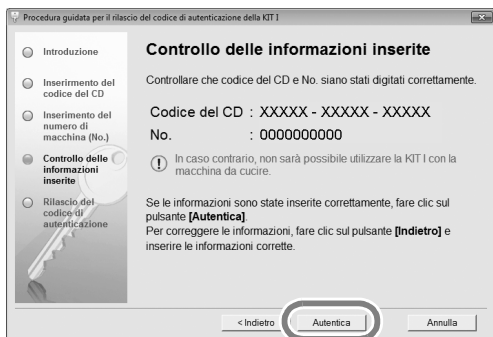 Procedura guidata per il rilascio del codice di autenticazione della KIT I
Introduzione
Inserirmento del
codice del CD
Inserimento del
numero di
macchina (No.)
Controllo delle
informazioni
inserite
Rilascio del
codice di
autenticazione
Controllo delle informazioni inserite
Controllare che codice del CD e No. siano stati digitati correttamente.
Codice del CD : XXXXX - XXXXX - XXXXX
No. : 0000000000
In caso contrario, non sarà possibile utilizzare la KIT I con la
macchina da cucire.
Se le informazioni sono state inserite correttamente, fare clic sul
pulsante [Autentica].
Per correggere le informazioni, fare clic sul pulsante [Indietro] e
inserire le informazioni corrette.
< Indietro
Autentica
Annulla